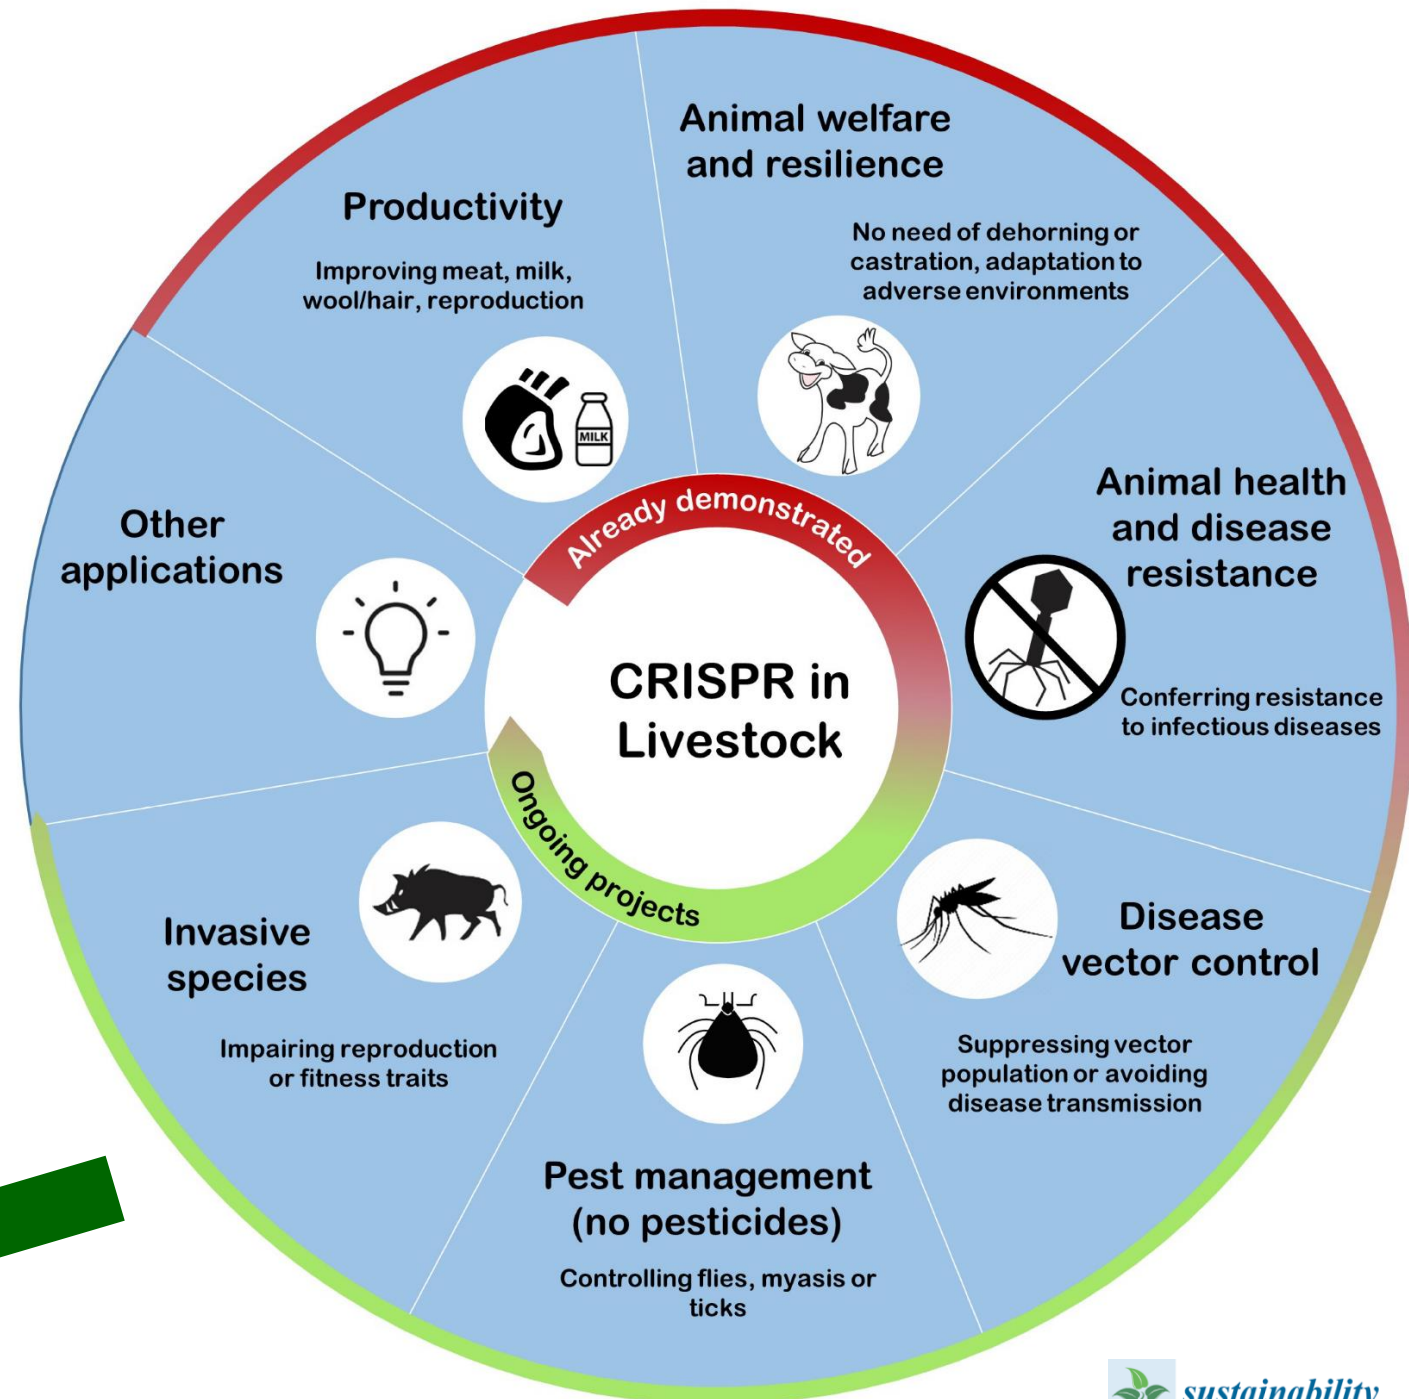 Animal welfare
and resilience
No need of dehorning or
castration, adaptation to
adverse environments
Productivity
Improving meat, milk,
wool/hair, reproduction
MILK
Animal health
and disease
resistance
Conferring resistance
to infectious diseases
Other
applications
Already demonstrated
CRISPR in
Livestock
Ongoing projects
Disease
vector control
Suppressing vector
population or avoiding
disease transmission
Invasive
species
Impairing reproduction
or fitness traits
Pest management
(no pesticides)
Controlling flies, myasis or
ticks
sustainability